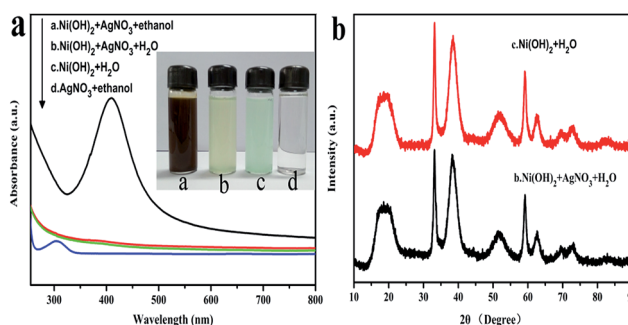 a
a.Ni(OH)₂+AgNO₃+ethanol
b.Ni(OH)₂+AgNO₃+H₂O
c.Ni(OH)₂+H₂O
d.AgNO₃+ethanol
a b c d
Absorbance (a.u.)
300 400 500 600 700 800
Wavelength (nm)
b
c.Ni(OH)₂+H₂O
b.Ni(OH)₂+AgNO₃+H₂O
Intensity (a.u.)
10 20 30 40 50 60 70 80 90
2θ（Degree）